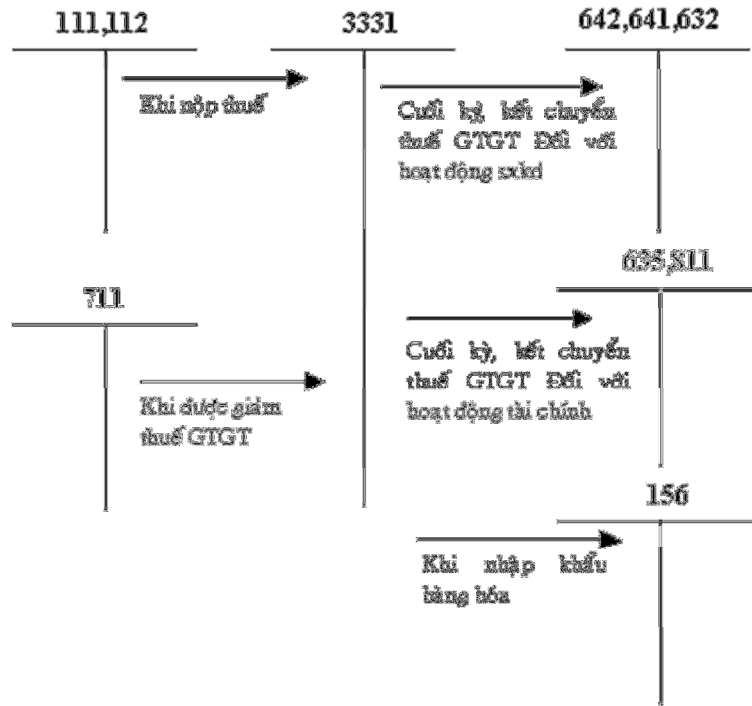 111,112
3331
642,641,632
Khi nộp thuế
Cuối kỳ, kết chuyển
thuế GTGT Đối với
hoạt động sxkd
635,811
711
Cuối kỳ, kết chuyển
thuế GTGT Đối với
hoạt động tài chính
Khi được giảm
thuế GTGT
156
Khi nhập khẩu
hàng hóa